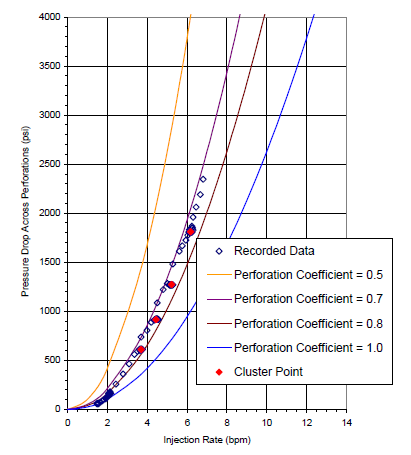 4000
3500
3000
2500
2000
1500
1000
500
0
Pressure Drop Across Perforations (psi)
0 2 4 6 8 10 12 14
Injection Rate (bpm)
Recorded Data
Perforation Coefficient = 0.5
Perforation Coefficient = 0.7
Perforation Coefficient = 0.8
Perforation Coefficient = 1.0
Cluster Point